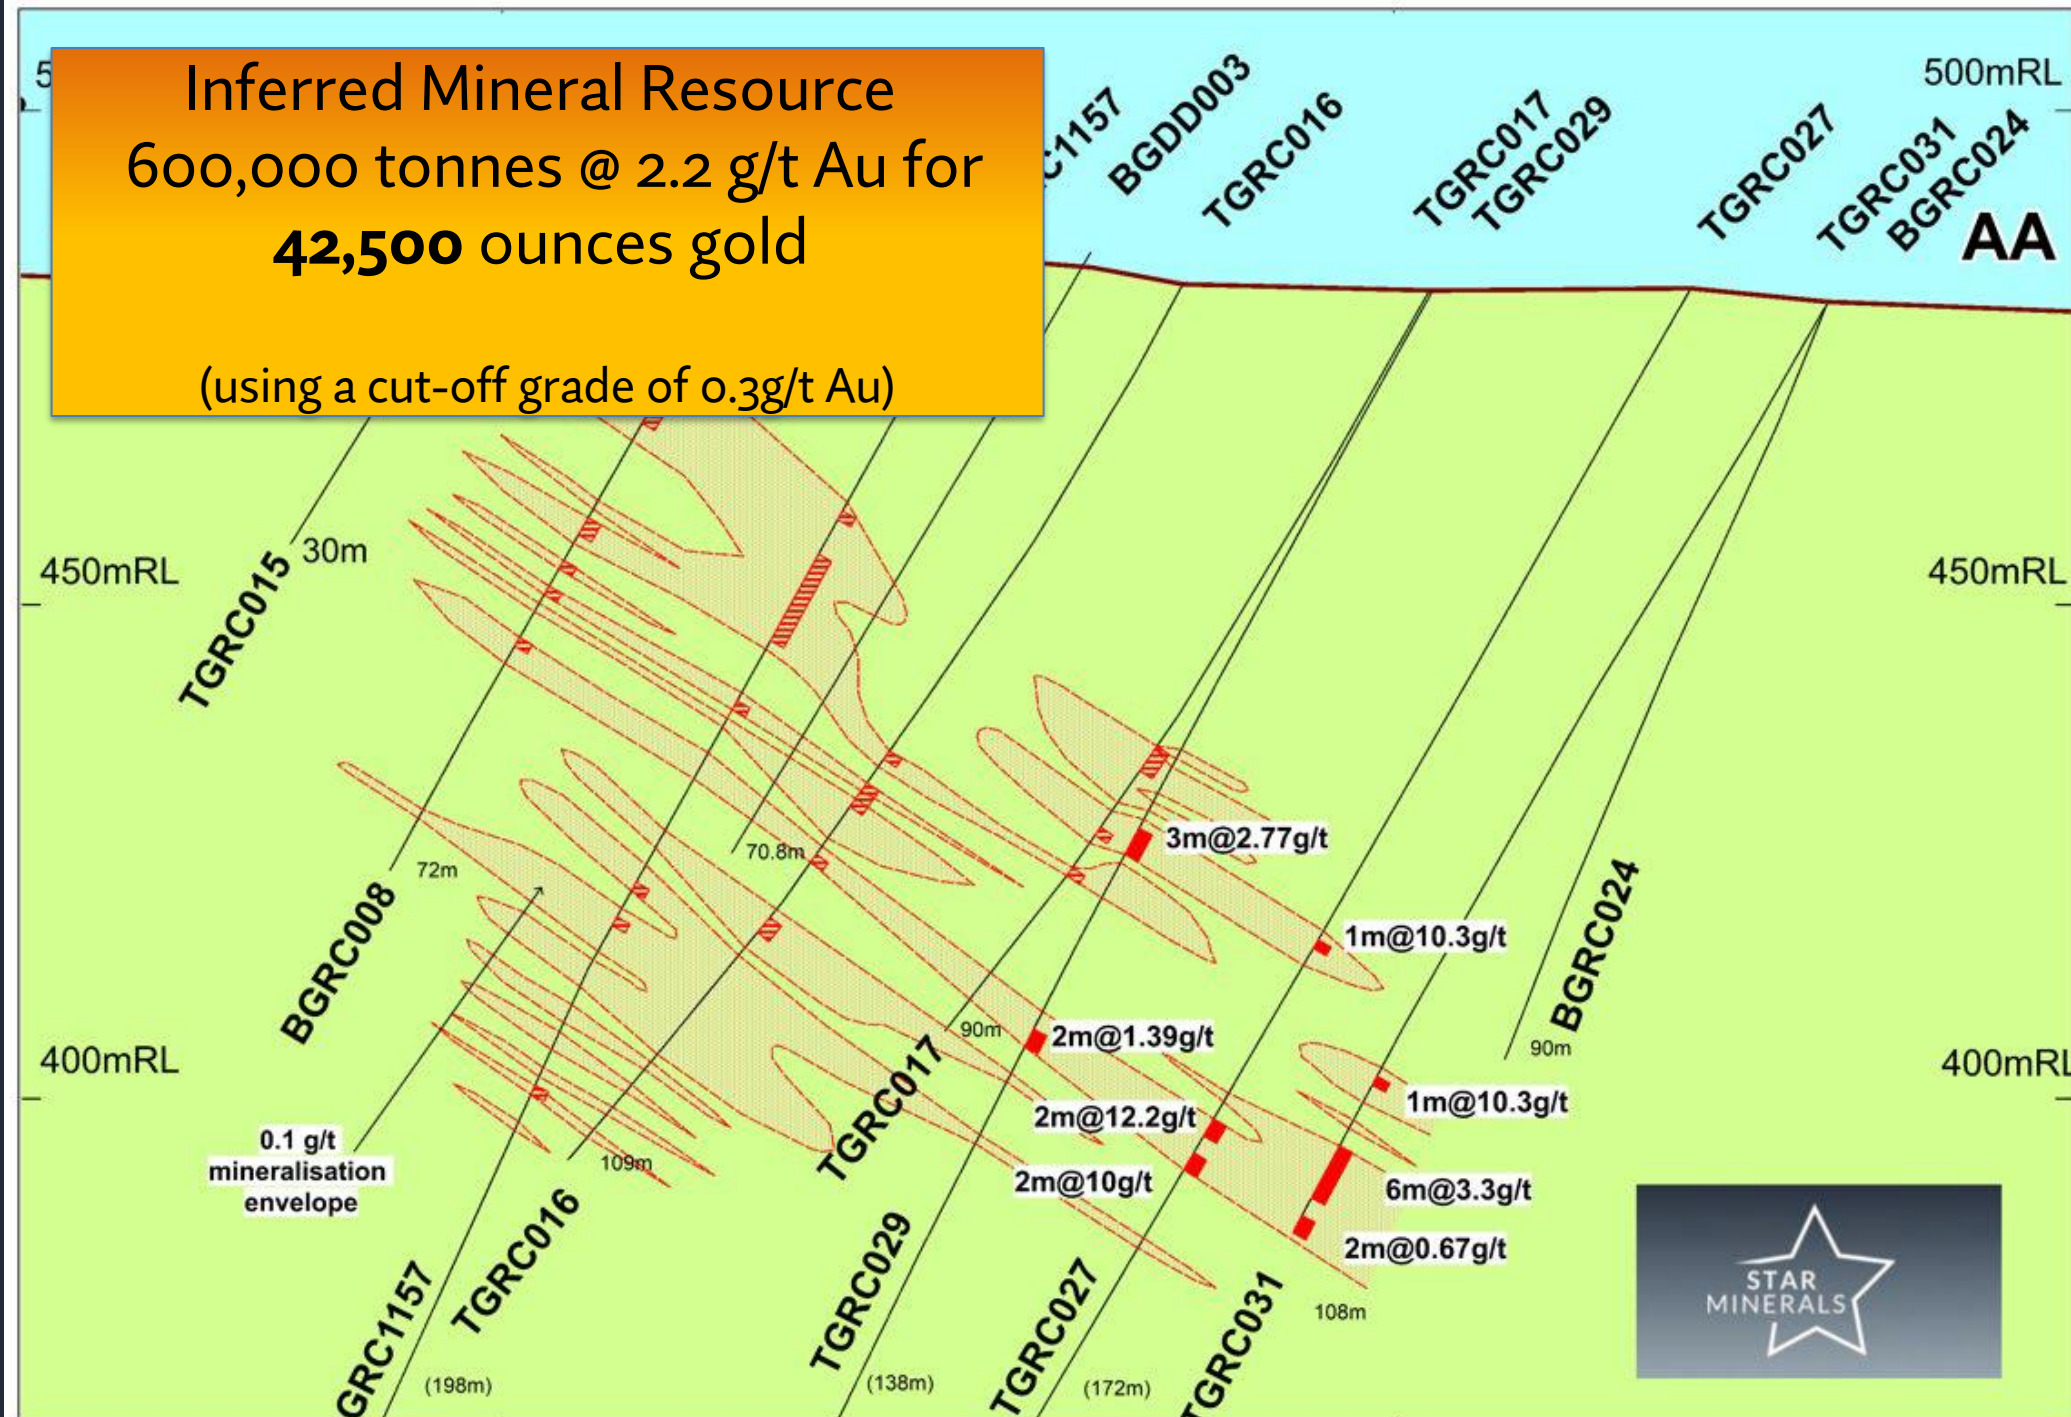 Inferred Mineral Resource
600,000 tonnes @ 2.2 g/t Au for
42,500 ounces gold
(using a cut-off grade of 0.3g/t Au)
C1157
BGDD003
TGRC016
TGRC017
TGRC029
TGRC027
TGRC031
BGRC024
500mRL
AA
450mRL
TGRC015
30m
450mRL
70.8m
3m@2.77g/t
72m
BGRC008
1m@10.3g/t
BGRC024
90m
90m
TGRC017
2m@1.39g/t
400mRL
400mRL
1m@10.3g/t
2m@12.2g/t
0.1 g/t
mineralisation
envelope
109m
2m@10g/t
6m@3.3g/t
2m@0.67g/t
TGRC016
GRC1157
TGRC029
TGRC027
TGRC031
108m
(198m)
(138m)
(172m)
STAR
MINERALS